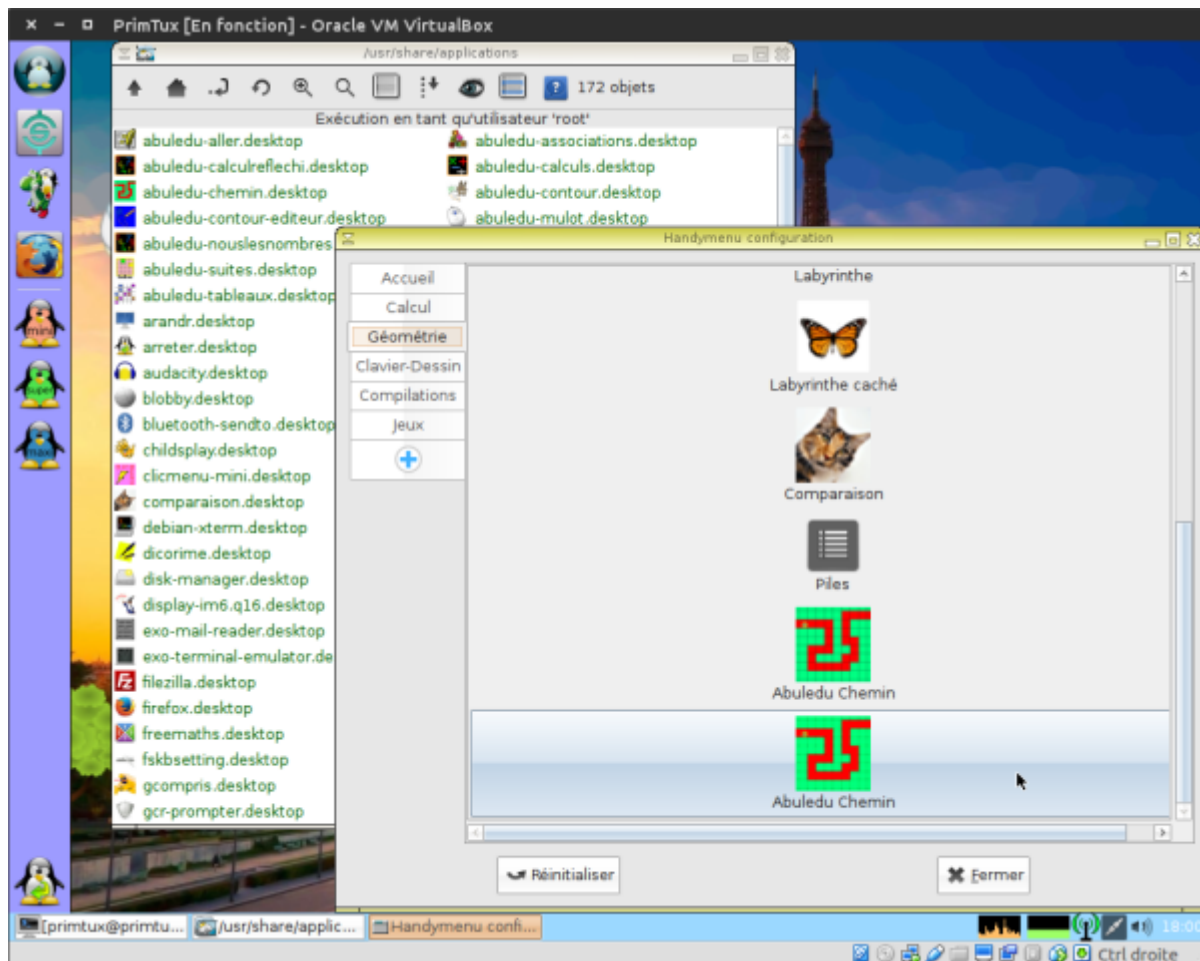 PrimTux [En fonction] - Oracle VM VirtualBox
/usr/share/applications
172 objets
Exécution en tant qu'utilisateur 'root'
abuledu-aller.desktop
abuledu-associations.desktop
abuledu-calculreflechi.desktop
abuledu-calculs.desktop
abuledu-chemin.desktop
abuledu-contour.desktop
abuledu-contour-editeur.desktop
abuledu-mulot.desktop
abuledu-nouslesnombres
abuledu-suites.desktop
abuledu-tableaux.desktop
arandr.desktop
arreter.desktop
audacity.desktop
blobby.desktop
bluetooth-sendto.desktop
childsplay.desktop
clicmenu-mini.desktop
comparaison.desktop
debian-xterm.desktop
dicorime.desktop
disk-manager.desktop
display-im6.q16.desktop
exo-mail-reader.desktop
exo-terminal-emulator.de
filezilla.desktop
firefox.desktop
freemaths.desktop
fskbsetting.desktop
gcompris.desktop
gcr-prompter.desktop
mini
super
maxi
Handymenu configuration
Accueil
Calcul
Géométrie
Clavier-Dessin
Compilations
Jeux
Labyrinthe
Labyrinthe caché
Comparaison
Piles
Abuledu Chemin
Abuledu Chemin
Réinitialiser
Fermer
[primtux@primtu...
/usr/share/applic...
Handymenu confi...
18:00
Ctrl droite